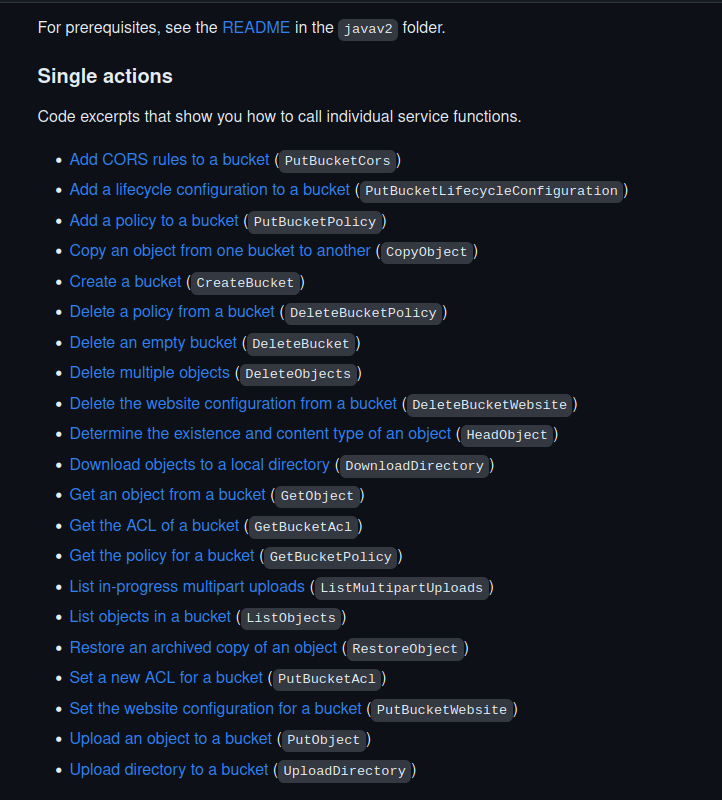 For prerequisites, see the README in the javav2 folder.
Single actions
Code excerpts that show you how to call individual service functions.
• Add CORS rules to a bucket (PutBucketCors)
• Add a lifecycle configuration to a bucket (PutBucketLifecycleConfiguration)
• Add a policy to a bucket (PutBucketPolicy)
• Copy an object from one bucket to another (CopyObject)
• Create a bucket (CreateBucket)
• Delete a policy from a bucket (DeleteBucketPolicy)
• Delete an empty bucket (DeleteBucket)
• Delete multiple objects (DeleteObjects)
• Delete the website configuration from a bucket (DeleteBucketWebsite)
• Determine the existence and content type of an object (HeadObject)
• Download objects to a local directory (DownloadDirectory)
• Get an object from a bucket (GetObject)
• Get the ACL of a bucket (GetBucketAcl)
• Get the policy for a bucket (GetBucketPolicy)
• List in-progress multipart uploads (ListMultipartUploads)
• List objects in a bucket (ListObjects)
• Restore an archived copy of an object (RestoreObject)
• Set a new ACL for a bucket (PutBucketAcl)
• Set the website configuration for a bucket (PutBucketWebsite)
• Upload an object to a bucket (PutObject)
• Upload directory to a bucket (UploadDirectory)